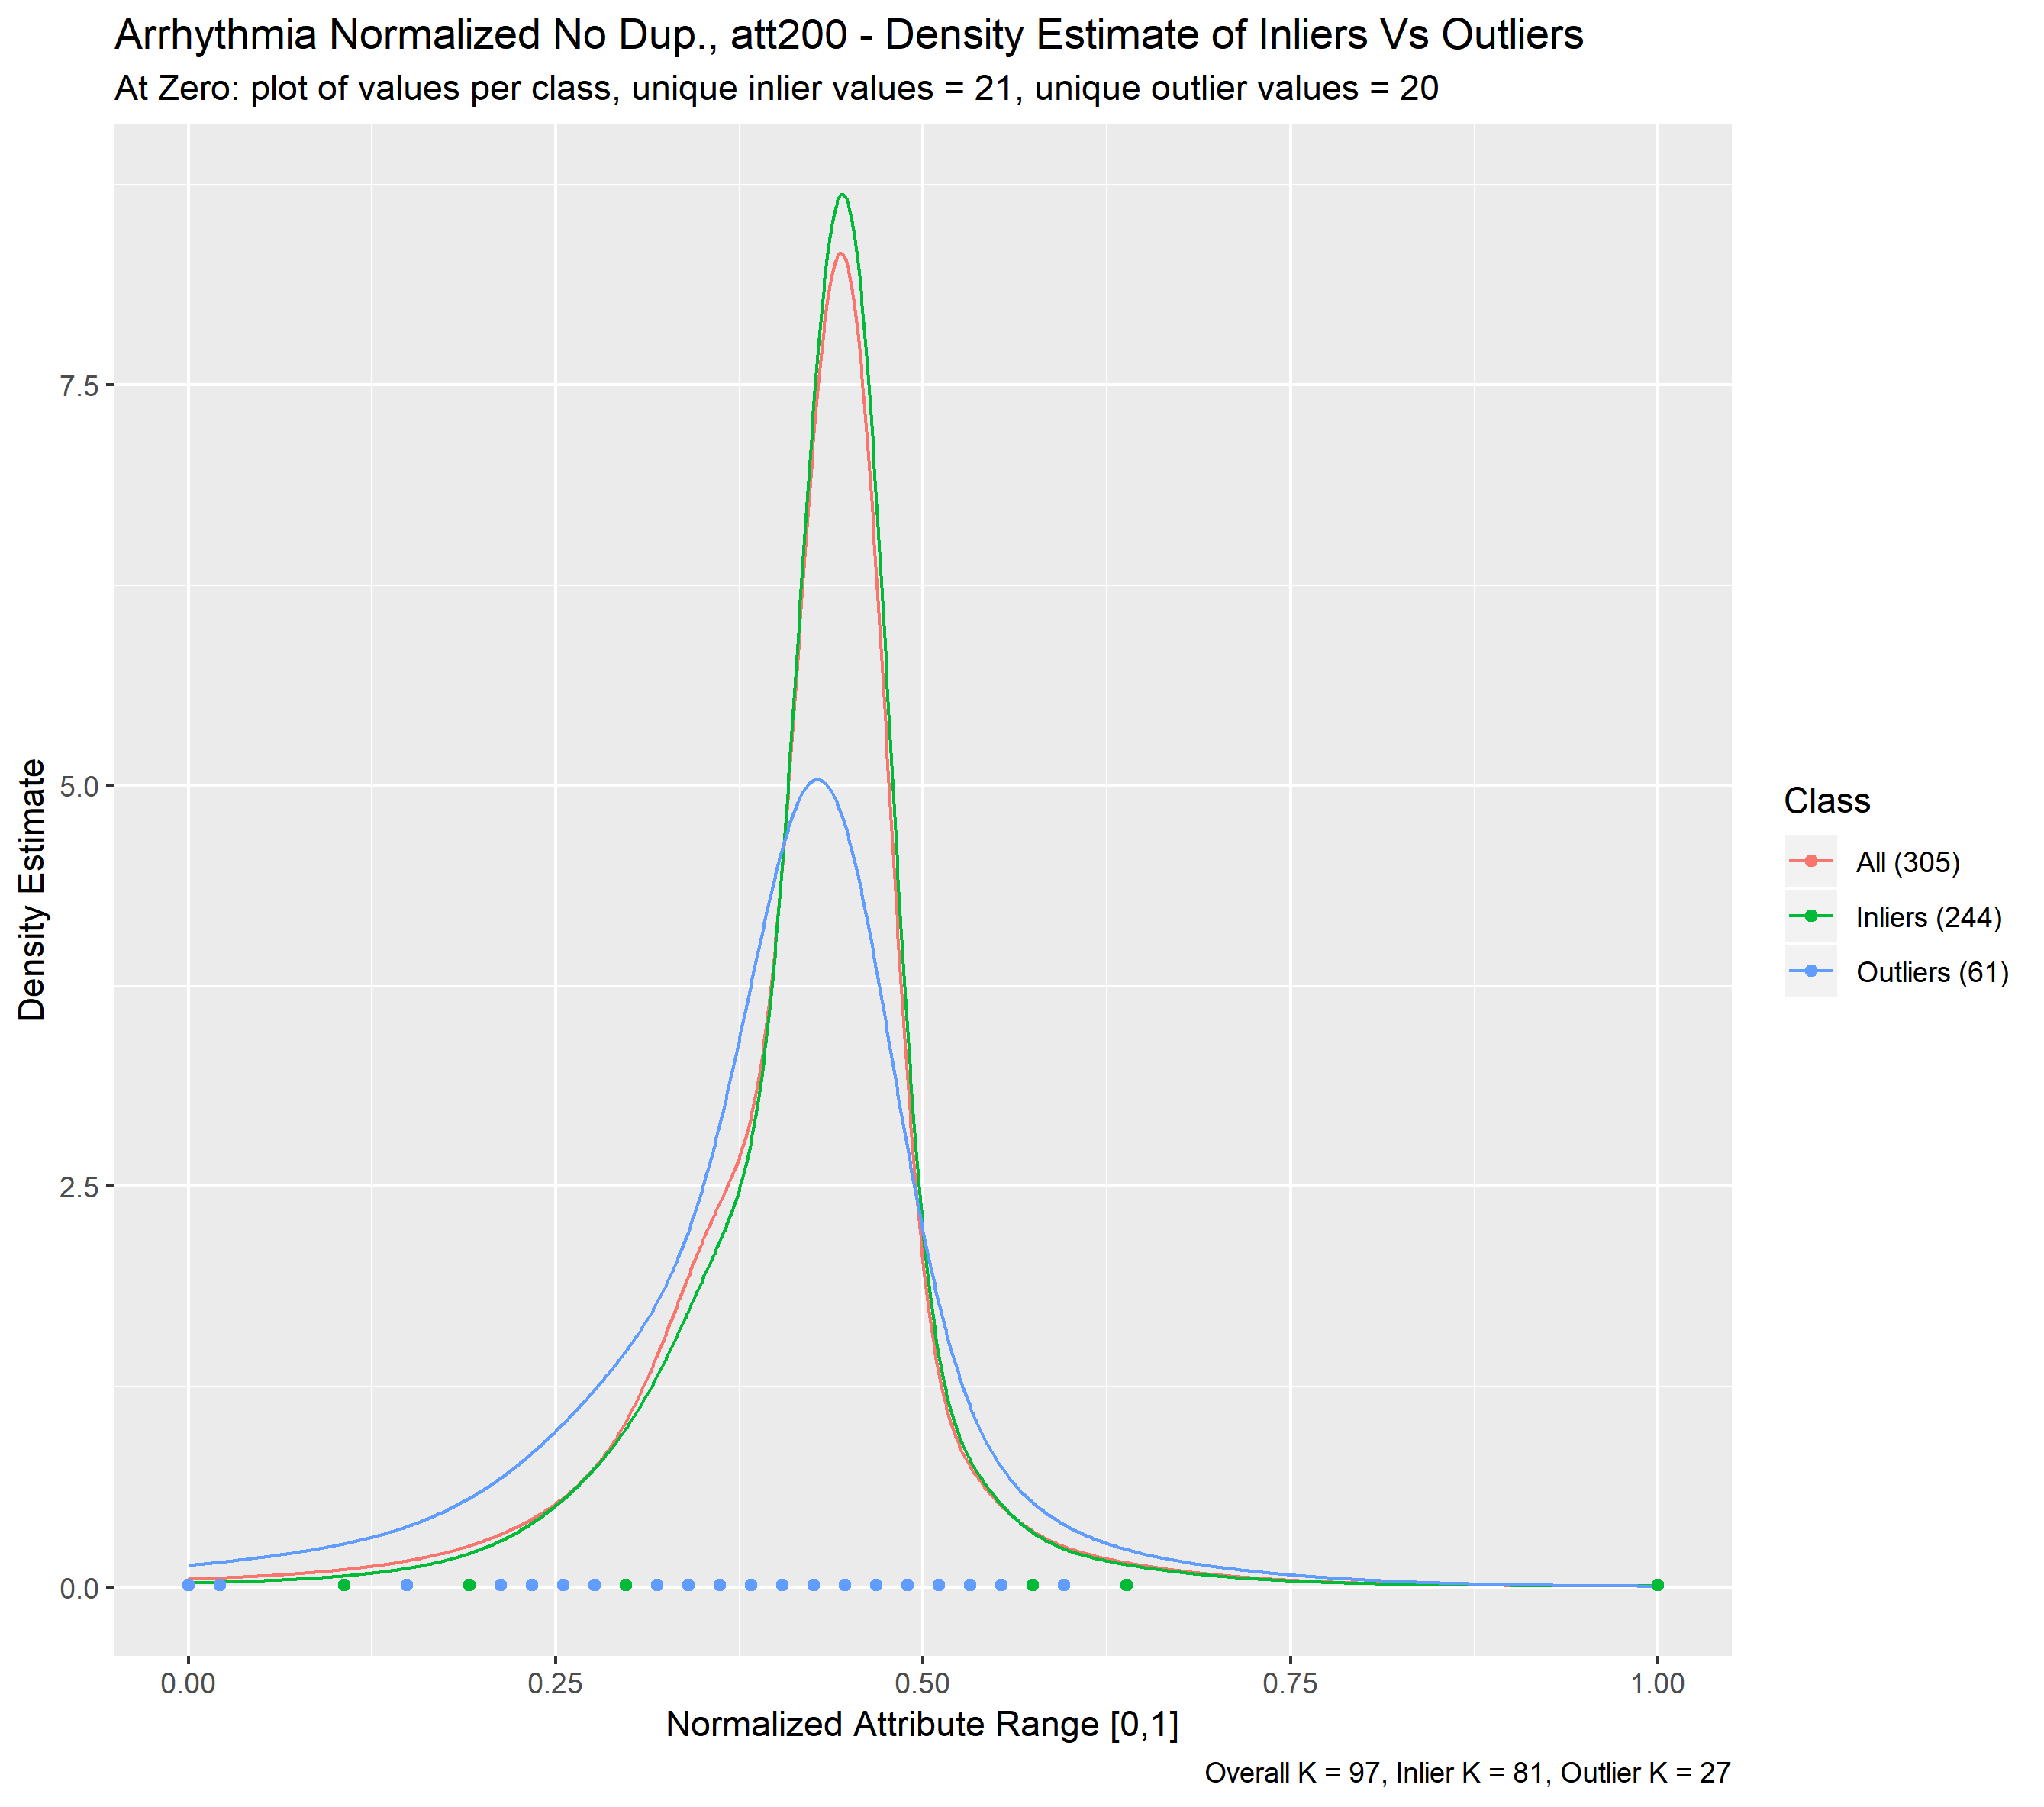 Arrhythmia Normalized No Dup., att200 - Density Estimate of Inliers Vs Outliers
At Zero: plot of values per class, unique inlier values = 21, unique outlier values = 20
Density Estimate
7.5
5.0
2.5
0.0
0.00
0.25
0.50
0.75
1.00
Normalized Attribute Range [0,1]
Class
All (305)
Inliers (244)
Outliers (61)
Overall K = 97, Inlier K = 81, Outlier K = 27